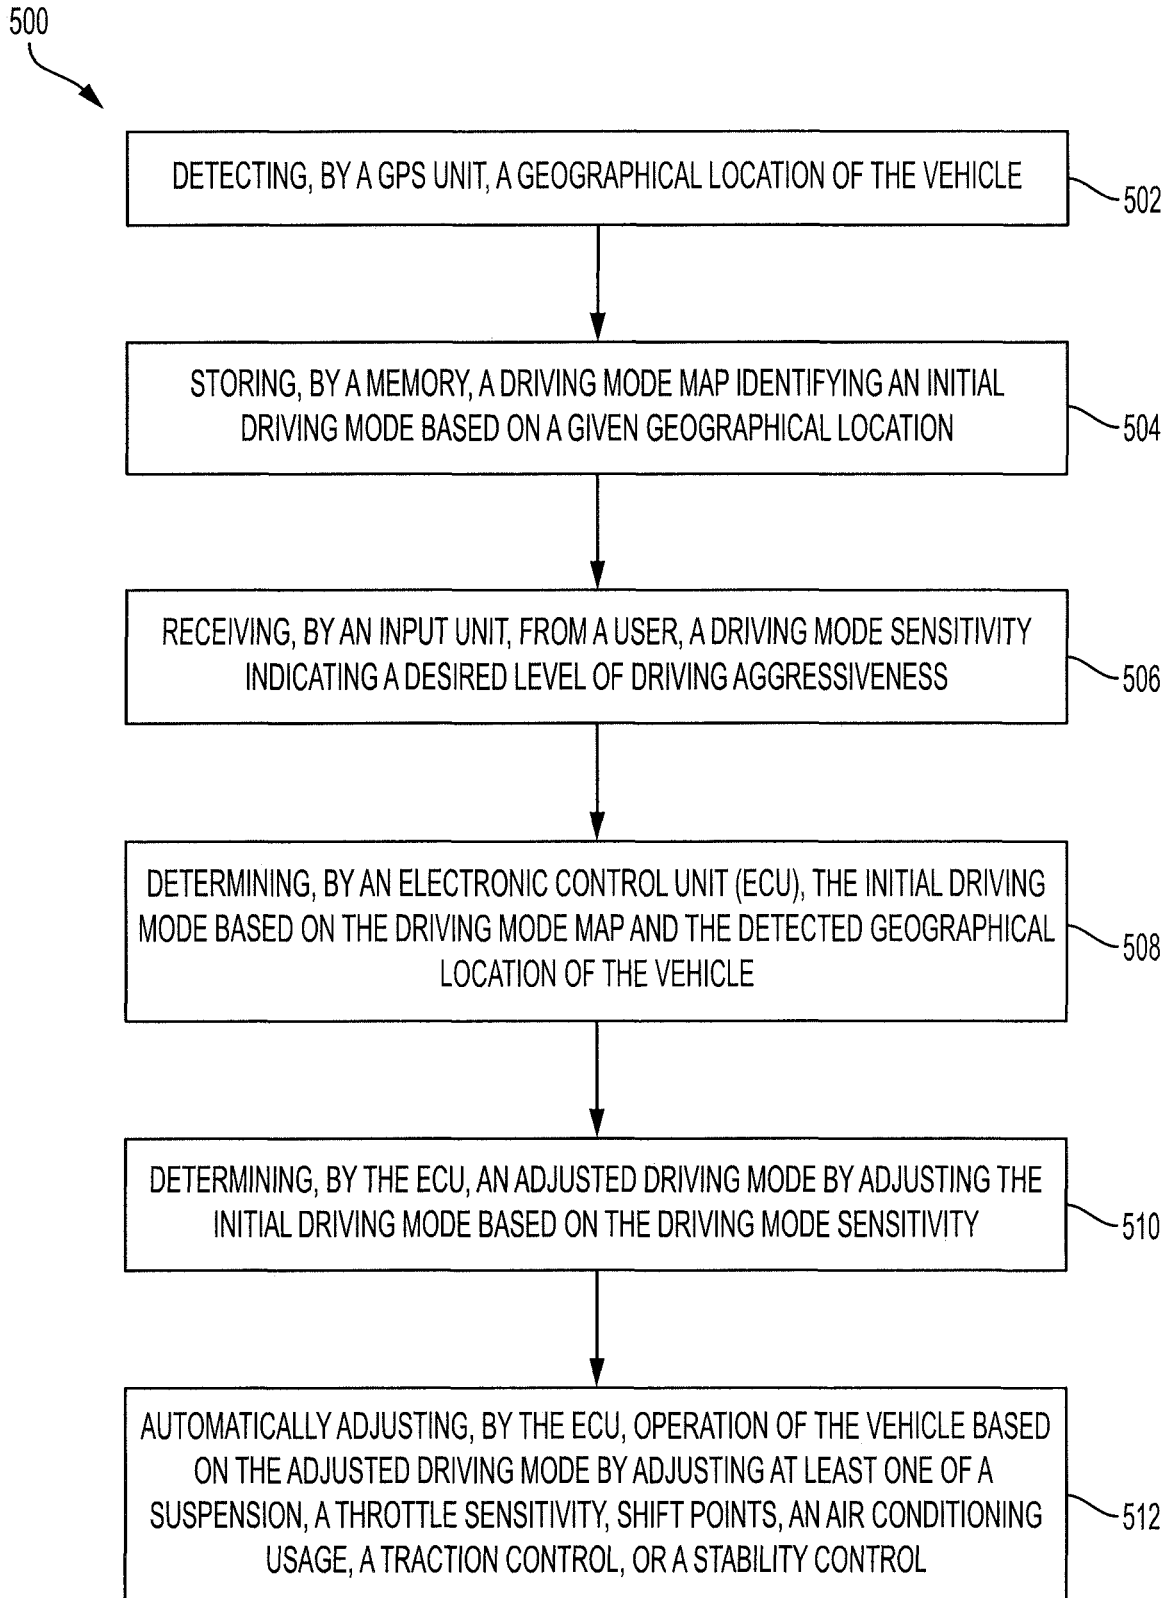 500
DETECTING, BY A GPS UNIT, A GEOGRAPHICAL LOCATION OF THE VEHICLE
502
STORING, BY A MEMORY, A DRIVING MODE MAP IDENTIFYING AN INITIAL
DRIVING MODE BASED ON A GIVEN GEOGRAPHICAL LOCATION
504
RECEIVING, BY AN INPUT UNIT, FROM A USER, A DRIVING MODE SENSITIVITY
INDICATING A DESIRED LEVEL OF DRIVING AGGRESSIVENESS
506
DETERMINING, BY AN ELECTRONIC CONTROL UNIT (ECU), THE INITIAL DRIVING
MODE BASED ON THE DRIVING MODE MAP AND THE DETECTED GEOGRAPHICAL
LOCATION OF THE VEHICLE
508
DETERMINING, BY THE ECU, AN ADJUSTED DRIVING MODE BY ADJUSTING THE
INITIAL DRIVING MODE BASED ON THE DRIVING MODE SENSITIVITY
510
AUTOMATICALLY ADJUSTING, BY THE ECU, OPERATION OF THE VEHICLE BASED
ON THE ADJUSTED DRIVING MODE BY ADJUSTING AT LEAST ONE OF A
SUSPENSION, A THROTTLE SENSITIVITY, SHIFT POINTS, AN AIR CONDITIONING
USAGE, A TRACTION CONTROL, OR A STABILITY CONTROL
512